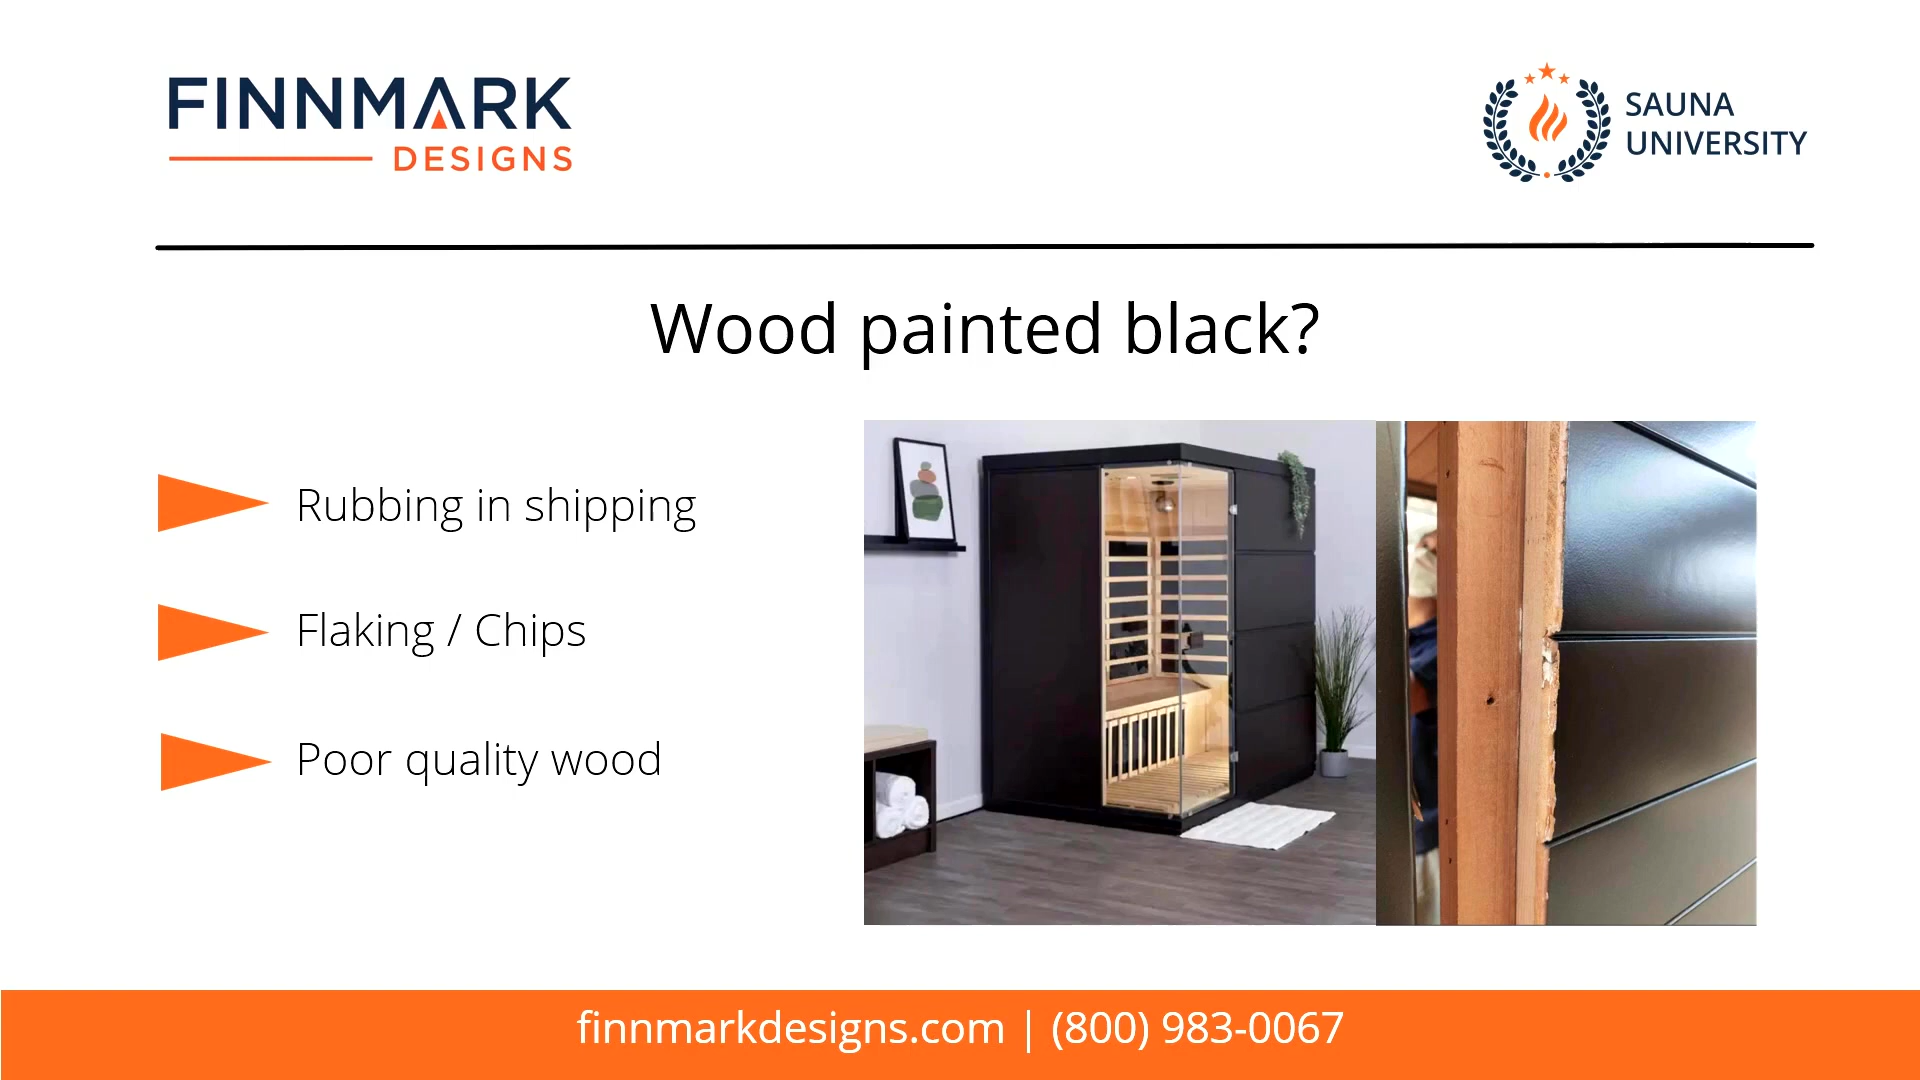 FINNMARK
DESIGNS
SAUNA
UNIVERSITY
Wood painted black?
Rubbing in shipping
Flaking / Chips
Poor quality wood
finnmarkdesigns.com | (800) 983-0067